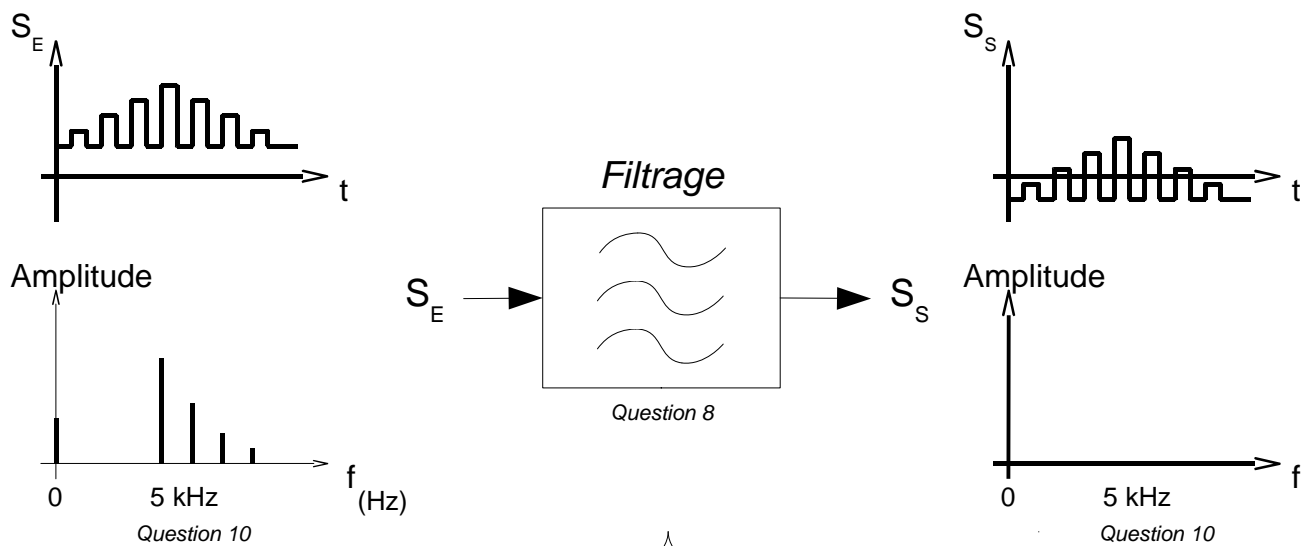 S_E
t
Amplitude
0
5 kHz
f (Hz)
Question 10
Filtrage
S_E
S_S
Question 8
S_S
t
Amplitude
0
5 kHz
f
Question 10